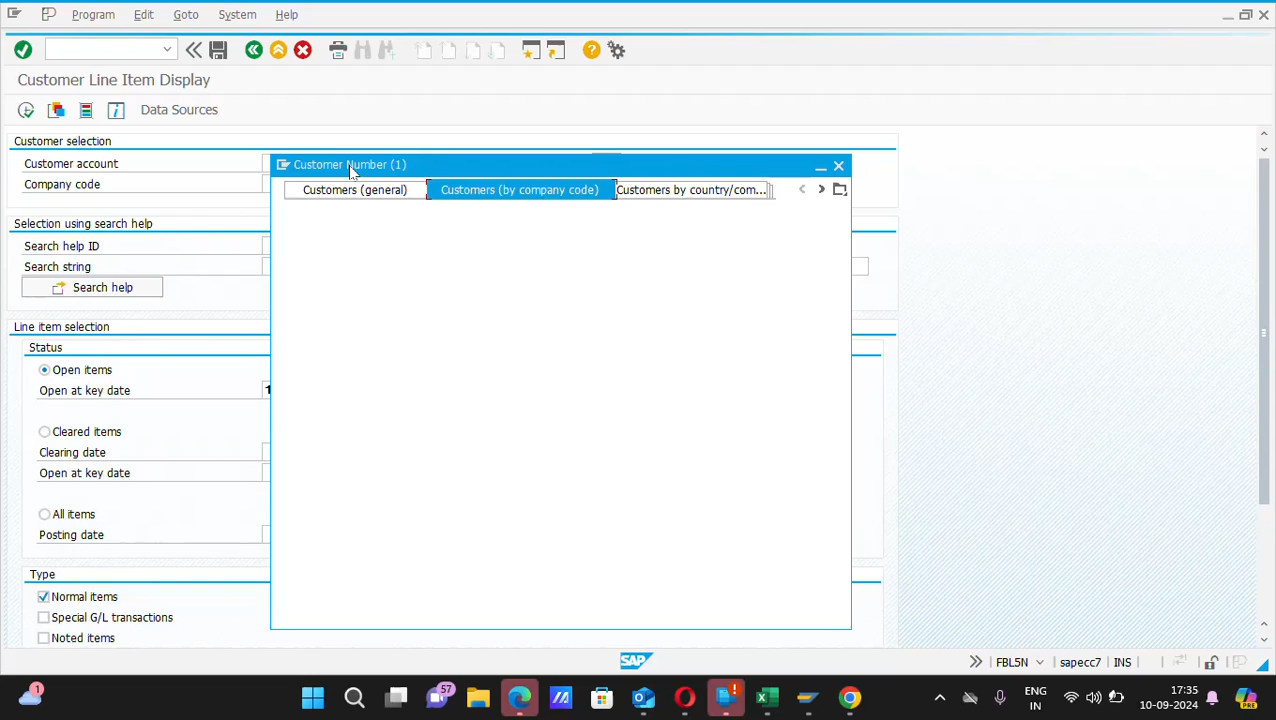 Program Edit Goto System Help
Customer Line Item Display
Data Sources
Customer selection
Customer account
Company code
Selection using search help
Search help ID
Search string
Search help
Line item selection
Status
Open items
Open at key date
1
Cleared items
Clearing date
Open at key date
All items
Posting date
Type
Normal items
Special G/L transactions
Noted items
Customer Number (1)
Customers (general) Customers (by company code) Customers by country/com...
SAP
FBL5N sapecc7 INS
1
57
ENG
IN
17:35
10-09-2024
PRE